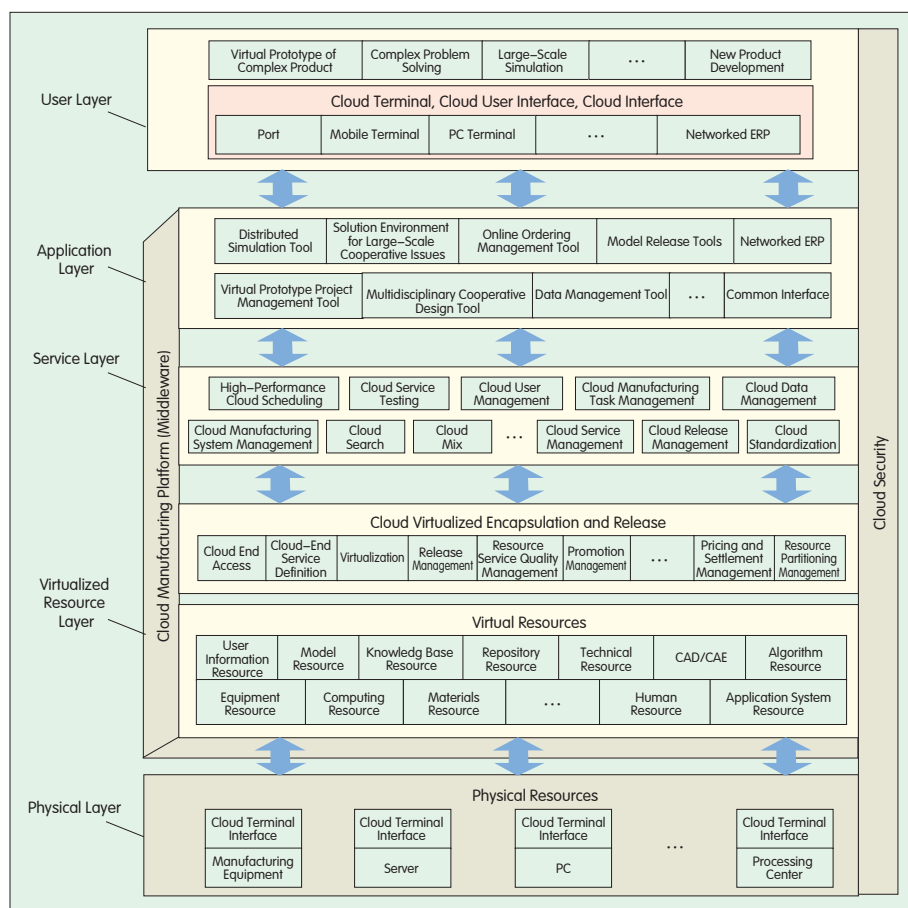 Virtual Prototype of
Complex Product
Complex Problem
Solving
Large-Scale
Simulation
...
New Product
Development
User Layer
Cloud Terminal, Cloud User Interface, Cloud Interface
Port
Mobile Terminal
PC Terminal
...
Networked ERP
Application
Layer
Distributed
Simulation Tool
Solution Environment
for Large-Scale
Cooperative Issues
Online Ordering
Management Tool
Model Release Tools
Networked ERP
Virtual Prototype Project
Management Tool
Multidisciplinary Cooperative
Design Tool
Data Management Tool
...
Common Interface
Service Layer
High-Performance
Cloud Scheduling
Cloud Service
Testing
Cloud User
Management
Cloud Manufacturing
Task Management
Cloud Data
Management
Cloud Manufacturing
System Management
Cloud
Search
Cloud
Mix
...
Cloud Service
Management
Cloud Release
Management
Cloud
Standardization
Cloud Manufacturing Platform (Middleware)
Cloud Security
Virtualized
Resource
Layer
Cloud Virtualized Encapsulation and Release
Cloud End
Access
Cloud-End
Service
Definition
Virtualization
Release
Management
Resource
Service Quality
Management
Promotion
Management
...
Pricing and
Settlement
Management
Resource
Partitioning
Management
Virtual Resources
User
Information
Resource
Model
Resource
Knowledg Base
Resource
Repository
Resource
Technical
Resource
CAD/CAE
Algorithm
Resource
Equipment
Resource
Computing
Resource
Materials
Resource
...
Human
Resource
Application System
Resource
Physical Layer
Physical Resources
Cloud Terminal
Interface
Manufacturing
Equipment
Cloud Terminal
Interface
Server
Cloud Terminal
Interface
PC
...
Cloud Terminal
Interface
Processing
Center